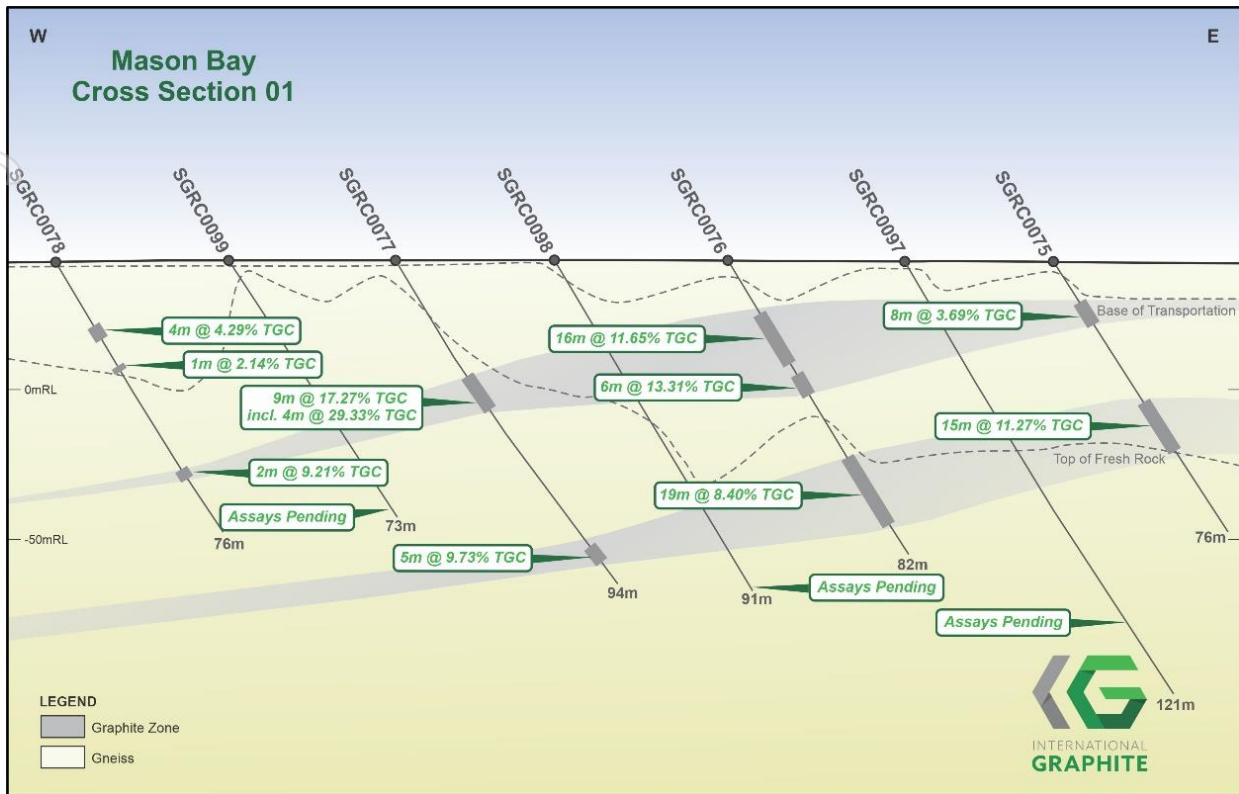 W
E
Mason Bay
Cross Section 01
SGRC0078
SGRC0099
SGRC0077
SGRC0098
SGRC0076
SGRC0097
SGRC0075
4m @ 4.29% TGC
1m @ 2.14% TGC
0mRL
9m @ 17.27% TGC
incl. 4m @ 29.33% TGC
2m @ 9.21% TGC
Assays Pending
-50mRL
76m
73m
5m @ 9.73% TGC
94m
16m @ 11.65% TGC
6m @ 13.31% TGC
19m @ 8.40% TGC
91m
Assays Pending
82m
8m @ 3.69% TGC
Base of Transportation
15m @ 11.27% TGC
Top of Fresh Rock
76m
Assays Pending
121m
LEGEND
Graphite Zone
Gneiss
INTERNATIONAL
GRAPHITE